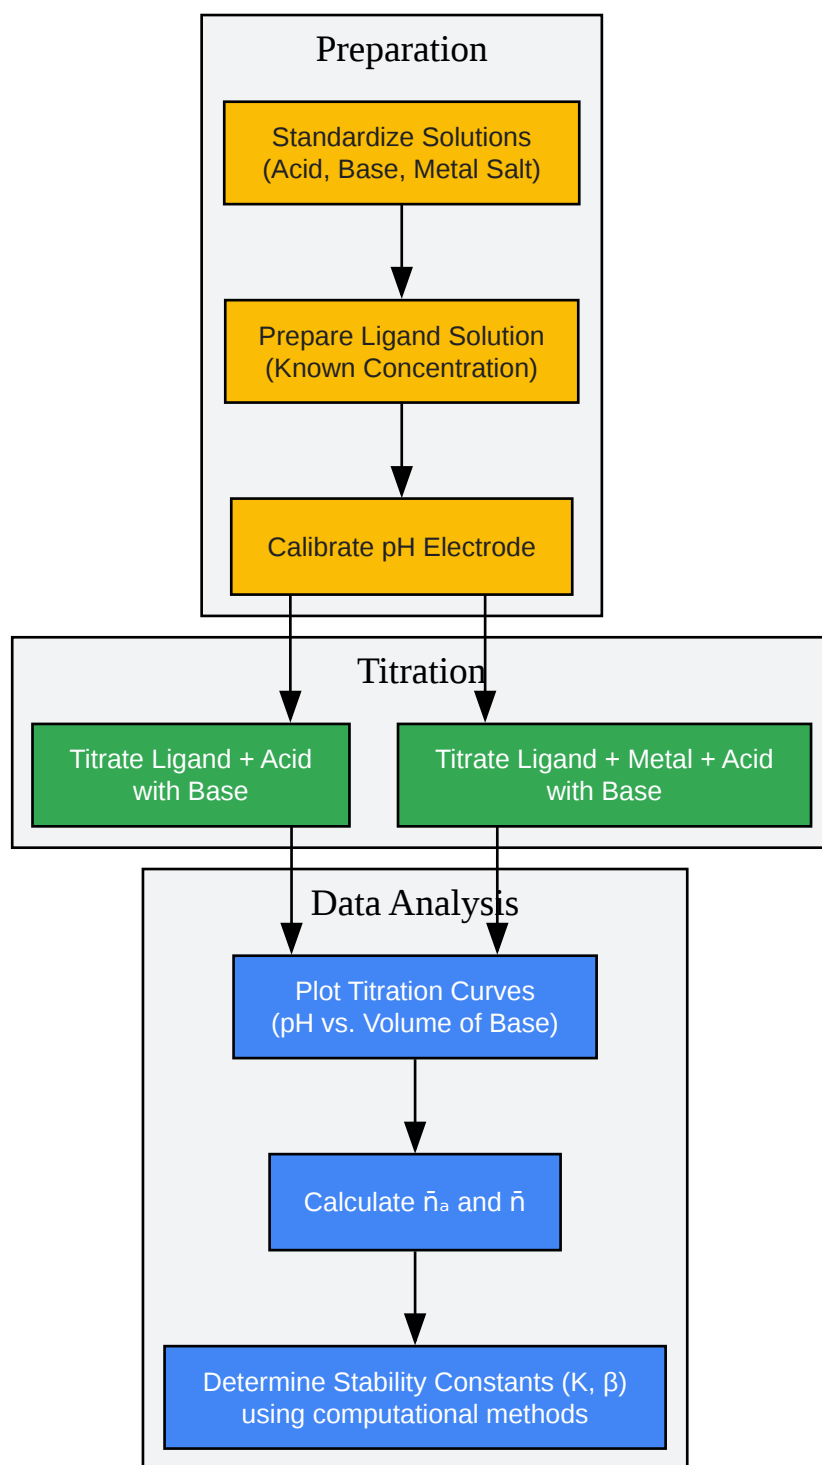 Preparation
Standardize Solutions
(Acid, Base, Metal Salt)
Prepare Ligand Solution
(Known Concentration)
Calibrate pH Electrode
Titration
Titrate Ligand + Acid
with Base
Titrate Ligand + Metal + Acid
with Base
Data Analysis
Plot Titration Curves
(pH vs. Volume of Base)
Calculate n̄ₐ and n̄
Determine Stability Constants (K, β)
using computational methods